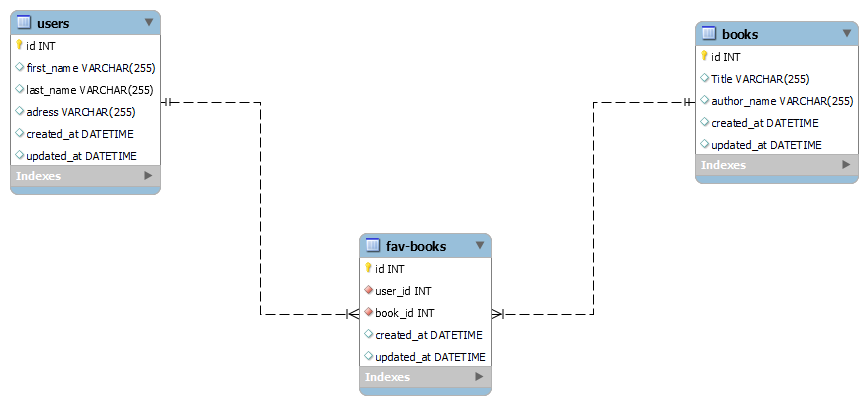 users
id INT
first_name VARCHAR(255)
last_name VARCHAR(255)
adress VARCHAR(255)
created_at DATETIME
updated_at DATETIME
Indexes
books
id INT
Title VARCHAR(255)
author_name VARCHAR(255)
created_at DATETIME
updated_at DATETIME
Indexes
fav-books
id INT
user_id INT
book_id INT
created_at DATETIME
updated_at DATETIME
Indexes